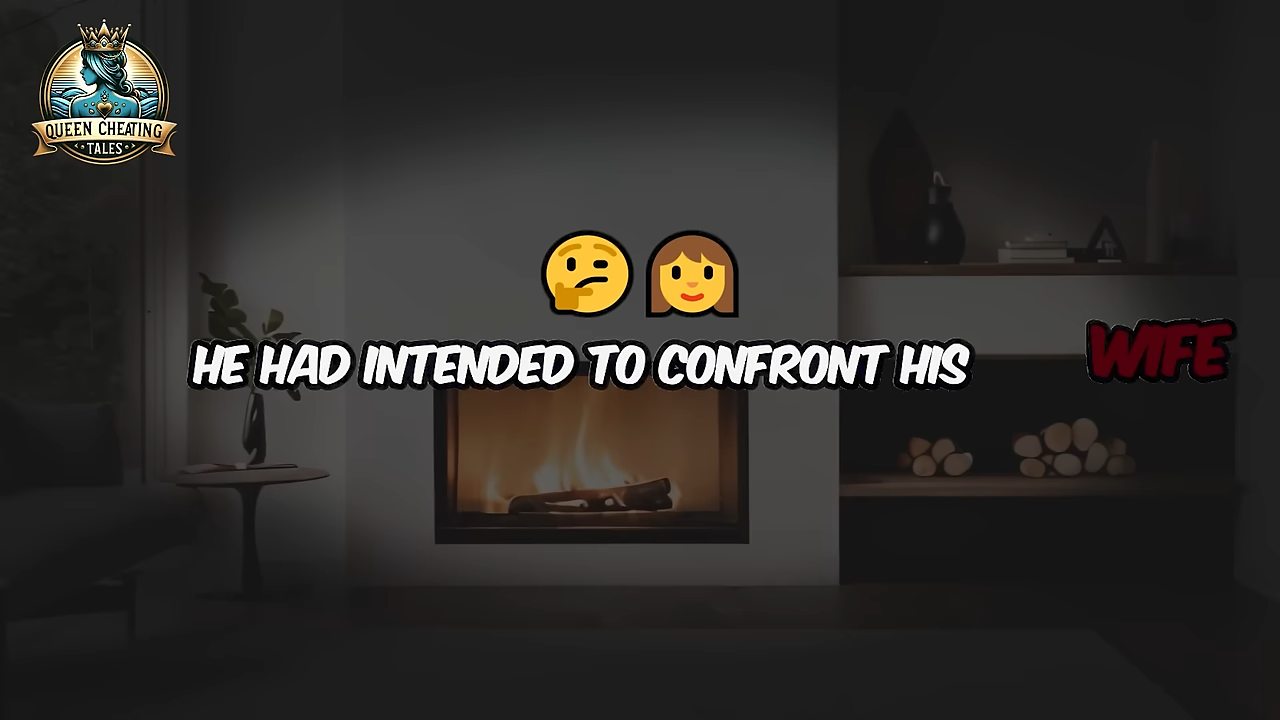 QUEEN CHEATING
TALES
HE HAD INTENDED TO CONFRONT HIS WIFE